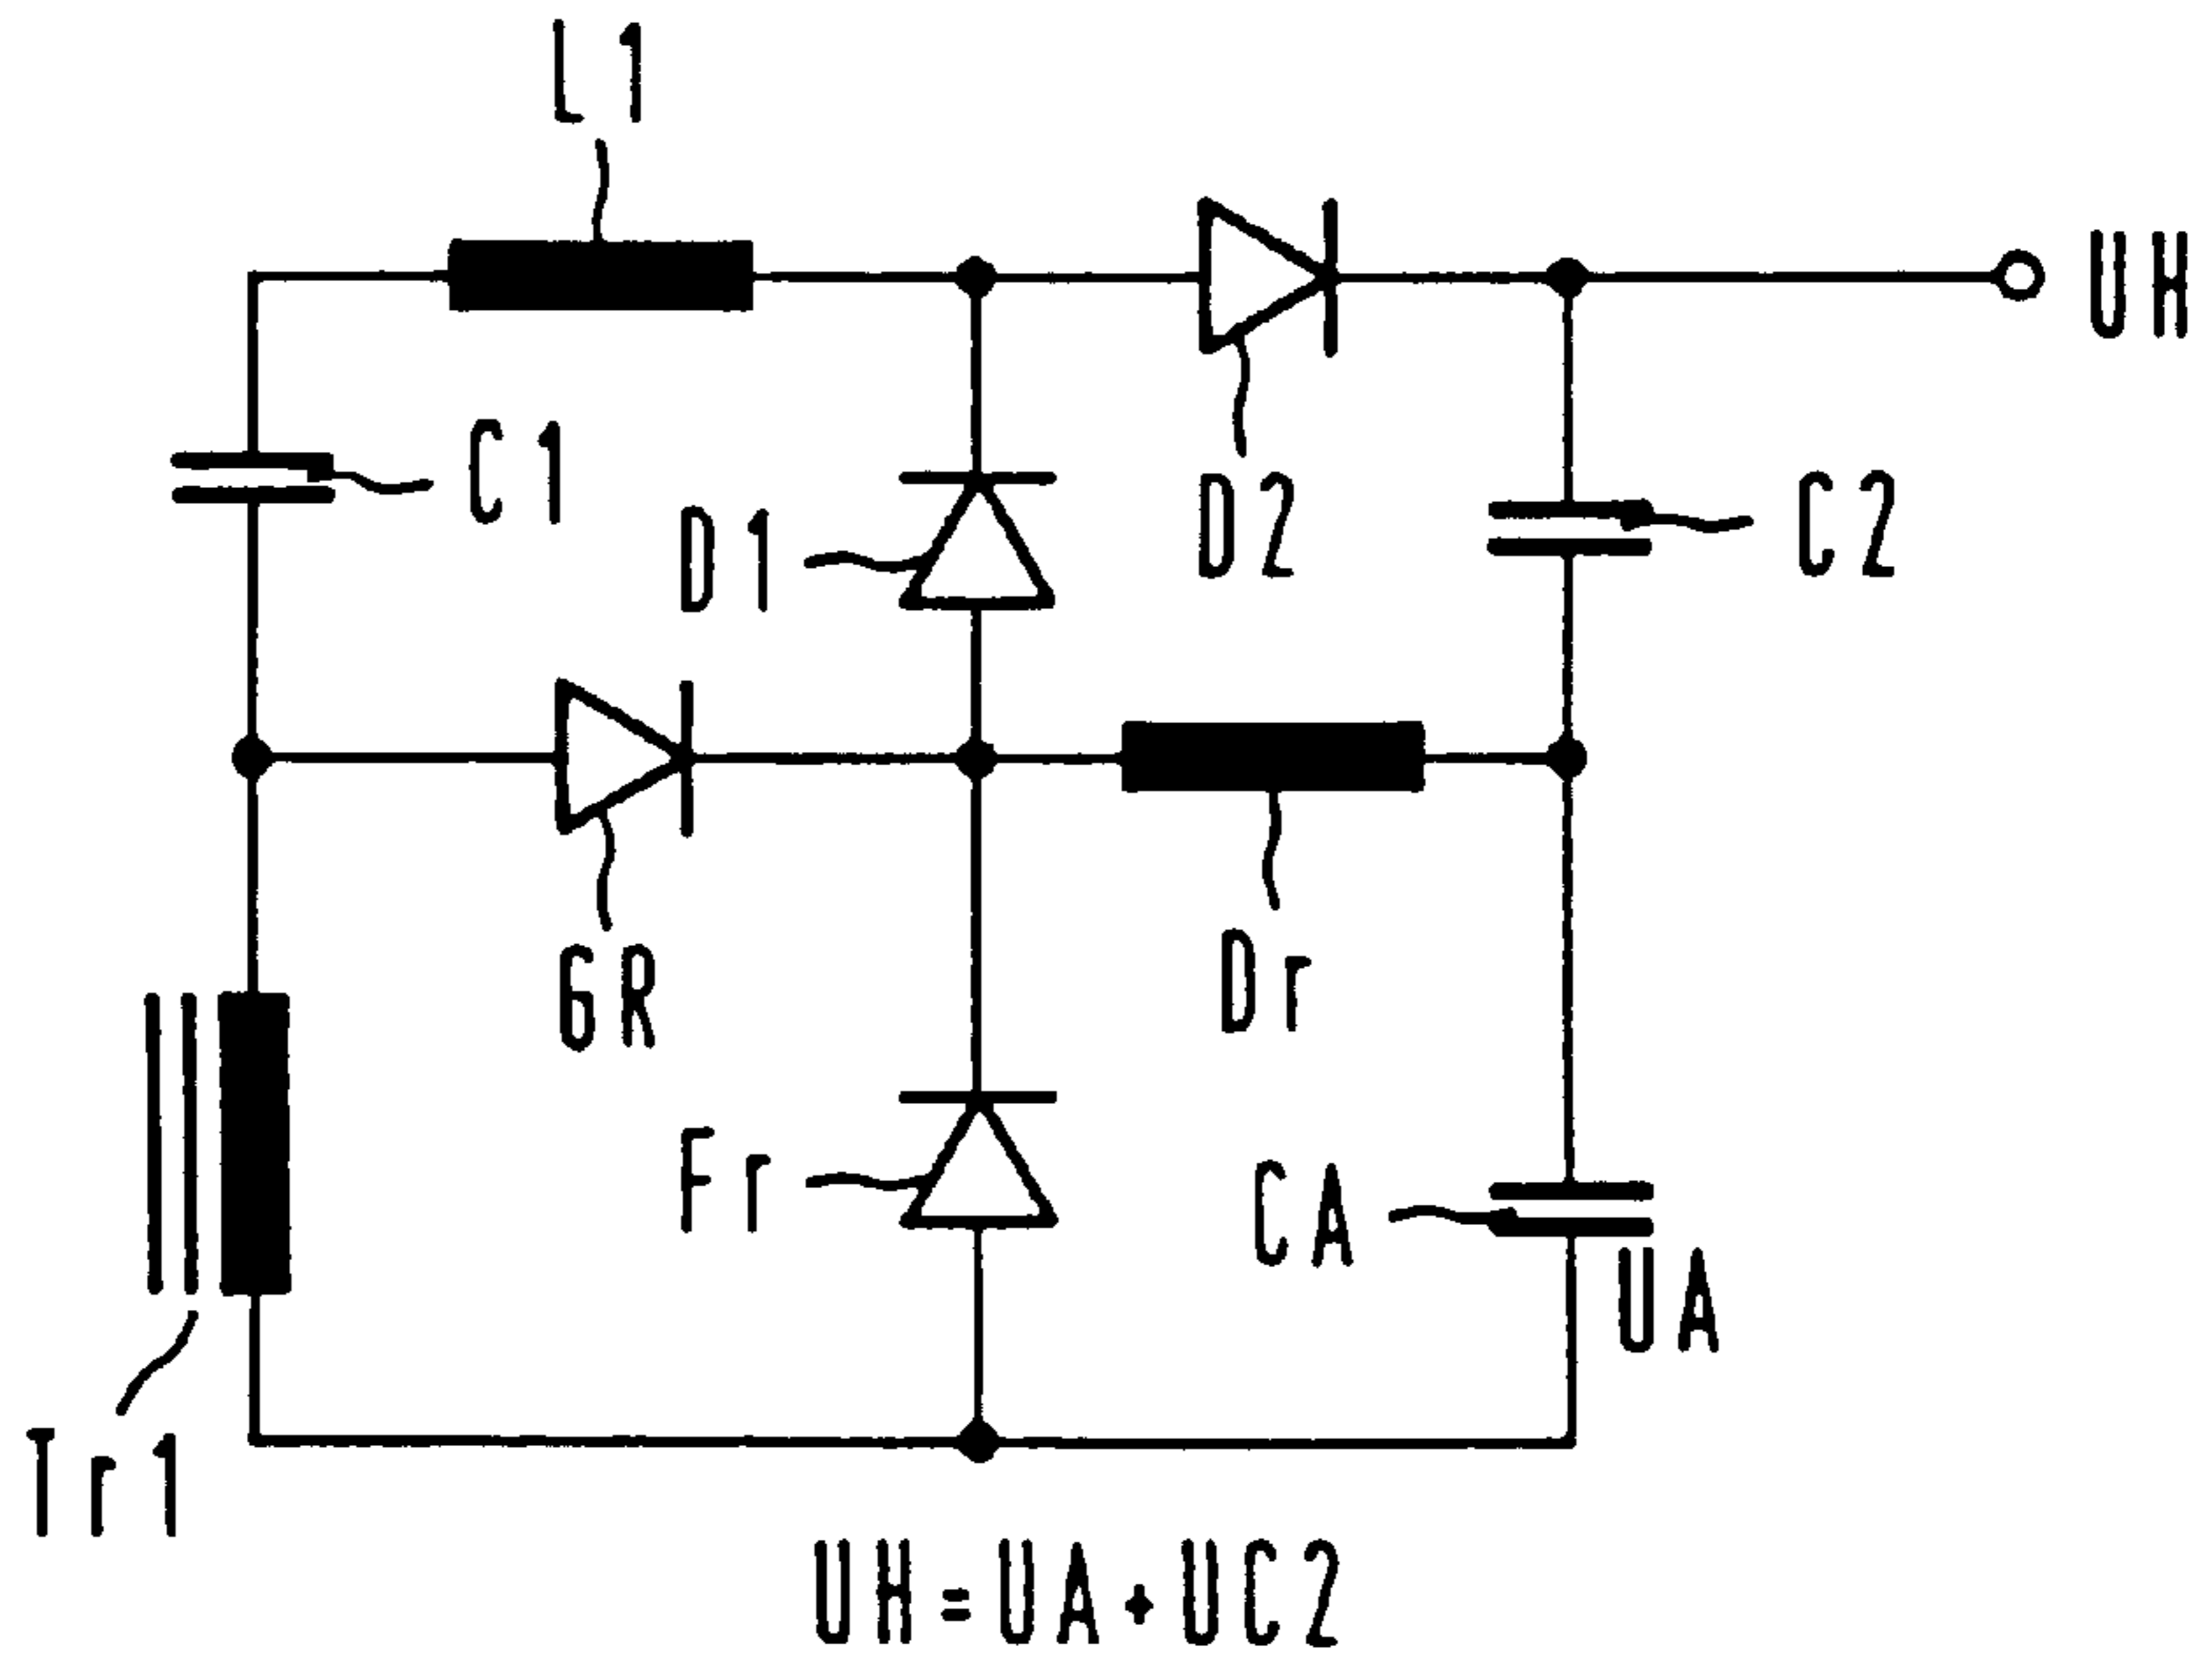 L1
UH
C1
D1
D2
C2
GR
Dr
Fr
CA
UA
Tr1
UH = UA + UC2